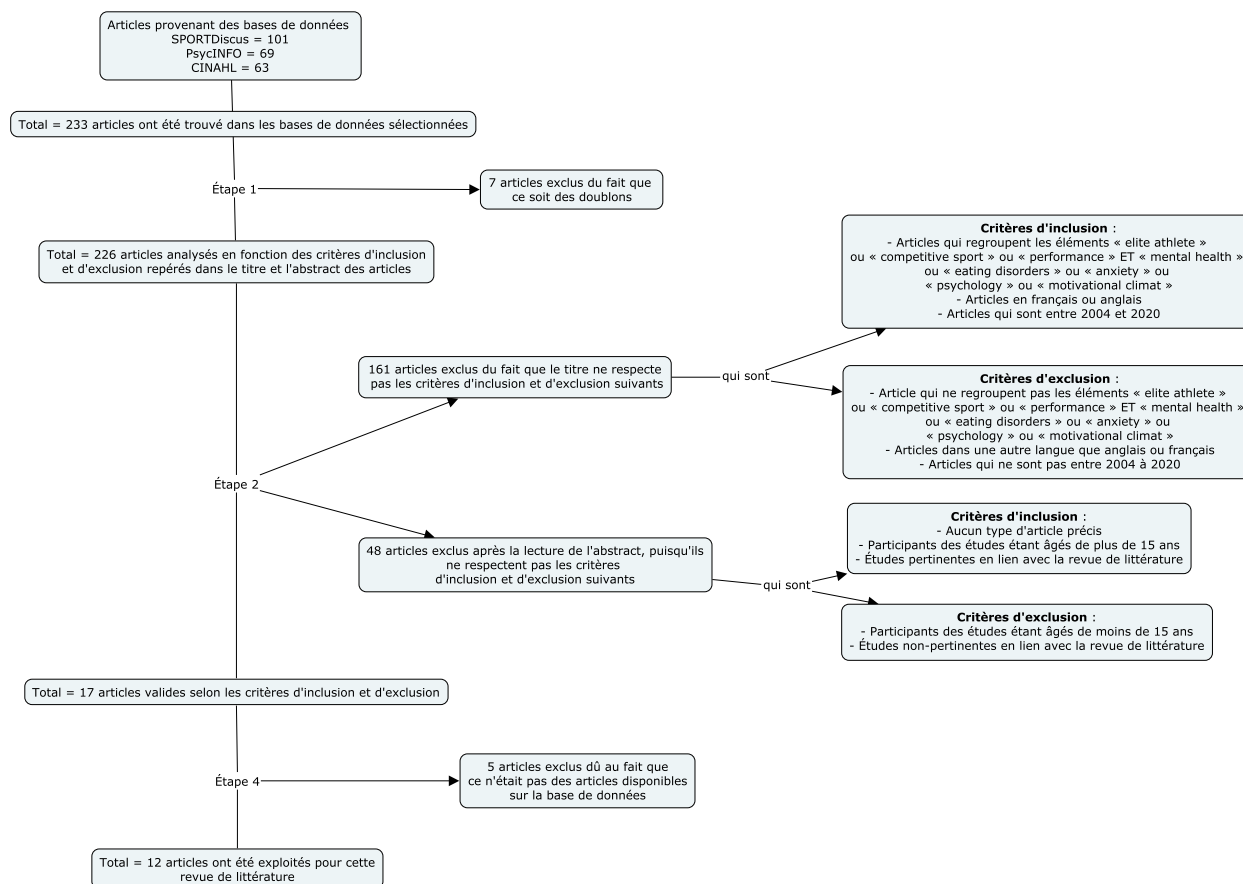 Articles provenant des bases de données
SPORTDiscus = 101
PsycINFO = 69
CINAHL = 63
Total = 233 articles ont été trouvé dans les bases de données sélectionnées
Étape 1
7 articles exclus du fait que
ce soit des doublons
Total = 226 articles analysés en fonction des critères d'inclusion
et d'exclusion repérés dans le titre et l'abstract des articles
Étape 2
161 articles exclus du fait que le titre ne respecte
pas les critères d'inclusion et d'exclusion suivants
qui sont
Critères d'inclusion :
- Articles qui regroupent les éléments « elite athlete »
ou « competitive sport » ou « performance » ET « mental health »
ou « eating disorders » ou « anxiety » ou
« psychology » ou « motivational climat »
- Articles en français ou anglais
- Articles qui sont entre 2004 et 2020
Critères d'exclusion :
- Article qui ne regroupent pas les éléments « elite athlete »
ou « competitive sport » ou « performance » ET « mental health »
ou « eating disorders » ou « anxiety » ou
« psychology » ou « motivational climat »
- Articles dans une autre langue que anglais ou français
- Articles qui ne sont pas entre 2004 à 2020
48 articles exclus après la lecture de l'abstract, puisqu'ils
ne respectent pas les critères
d'inclusion et d'exclusion suivants
qui sont
Critères d'inclusion :
- Aucun type d'article précis
- Participants des études étant âgés de plus de 15 ans
- Études pertinentes en lien avec la revue de littérature
Critères d'exclusion :
- Participants des études étant âgés de moins de 15 ans
- Études non-pertinentes en lien avec la revue de littérature
Total = 17 articles valides selon les critères d'inclusion et d'exclusion
Étape 4
5 articles exclus dû au fait que
ce n'était pas des articles disponibles
sur la base de données
Total = 12 articles ont été exploités pour cette
revue de littérature